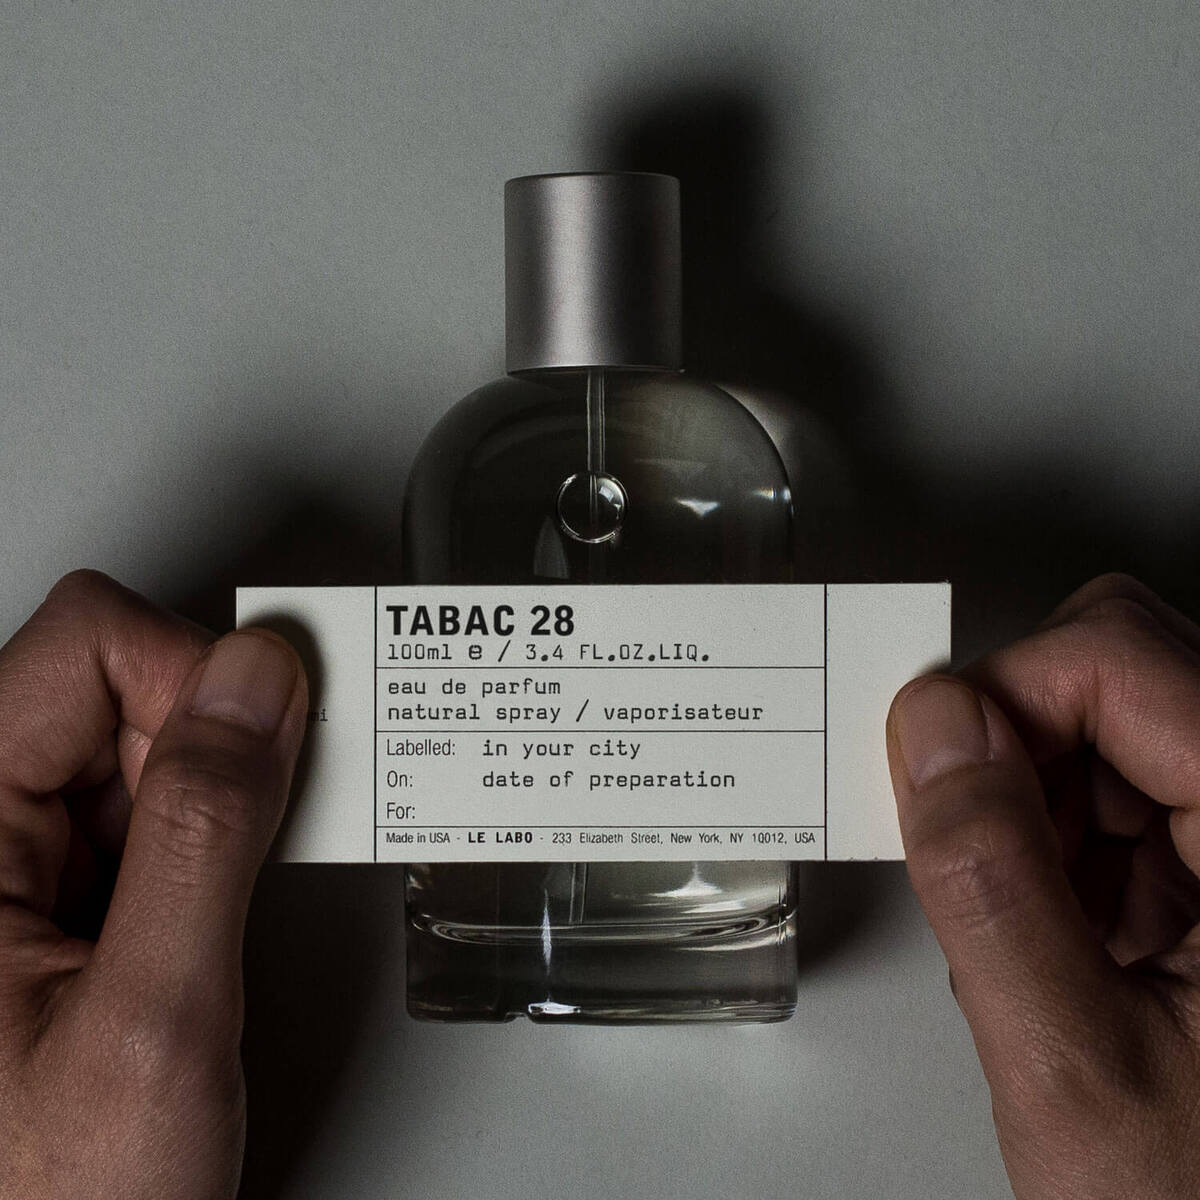 TABAC 28
100ml e / 3.4 FL.OZ.LIQ.
eau de parfum
natural spray / vaporisateur
Labelled: in your city
On: date of preparation
For:
Made in USA - LE LABO - 233 Elizabeth Street, New York, NY 10012, USA